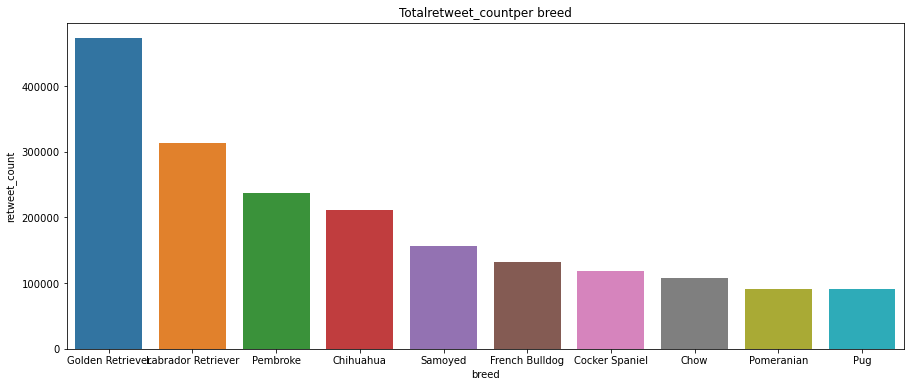 Totalretweet_countper breed
retweet_count
400000
300000
200000
100000
0
Golden Retriever Labrador Retriever Pembroke Chihuahua Samoyed French Bulldog Cocker Spaniel Chow Pomeranian Pug
breed